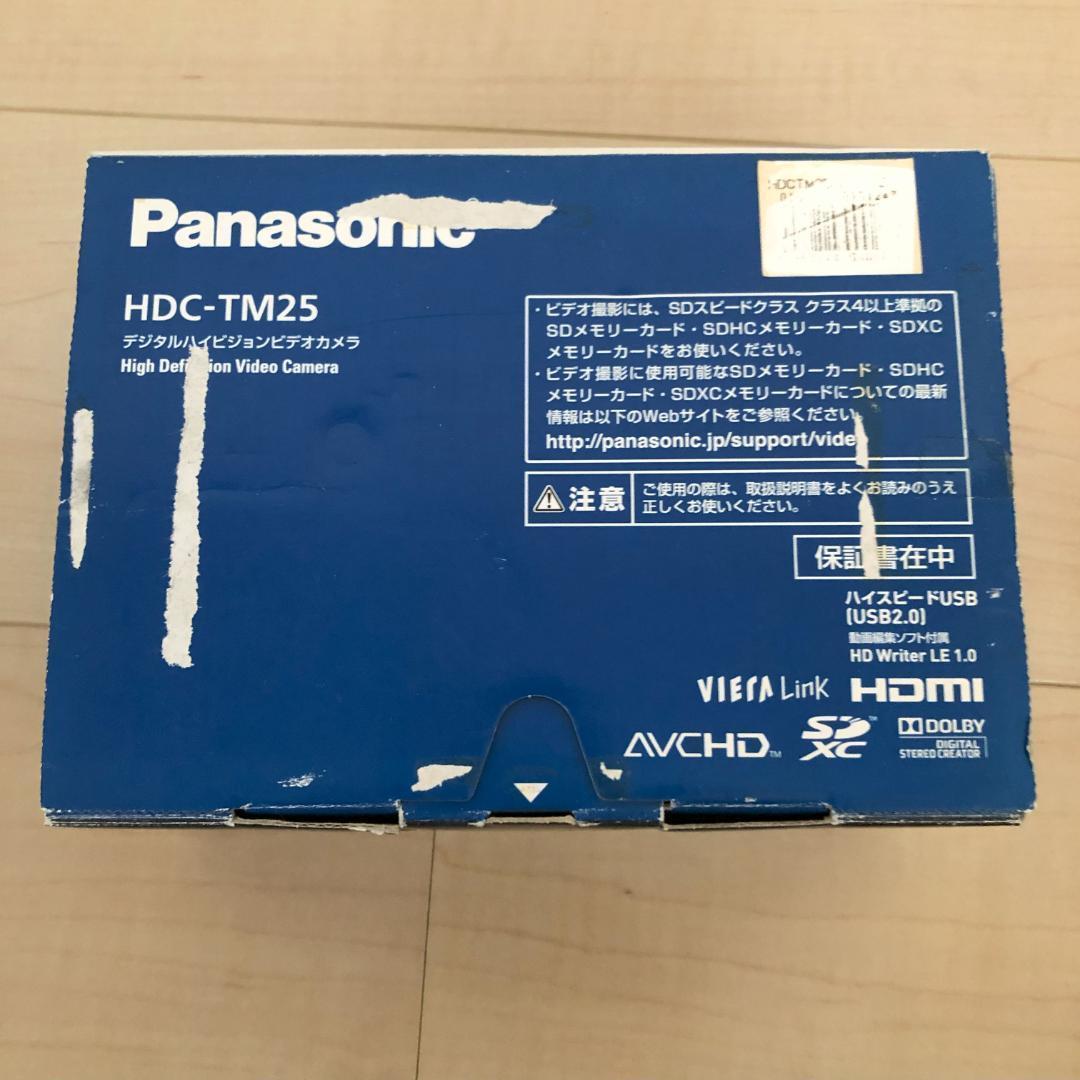 Panasonic
HDC-TM25
デジタルハイビジョンビデオカメラ
High Definition Video Camera
・ビデオ撮影には、SDスピードクラス クラス4以上準拠の
SDメモリーカード・SDHCメモリーカード・SDXC
メモリーカードをお使いください。
・ビデオ撮影に使用可能なSDメモリーカード・SDHC
メモリーカード・SDXCメモリーカードについての最新
情報は以下のWebサイトをご参照ください。
http://panasonic.jp/support/vide
注意
ご使用の際は、取扱説明書をよくお読みのうえ
正しくお使いください。
保証書在中
ハイスピードUSB
(USB2.0)
動画編集ソフト付属
HD Writer LE 1.0
VIERA Link HDMI
AVCHD™ SD XC™ DOLBY
DIGITAL
STEREO CREATOR